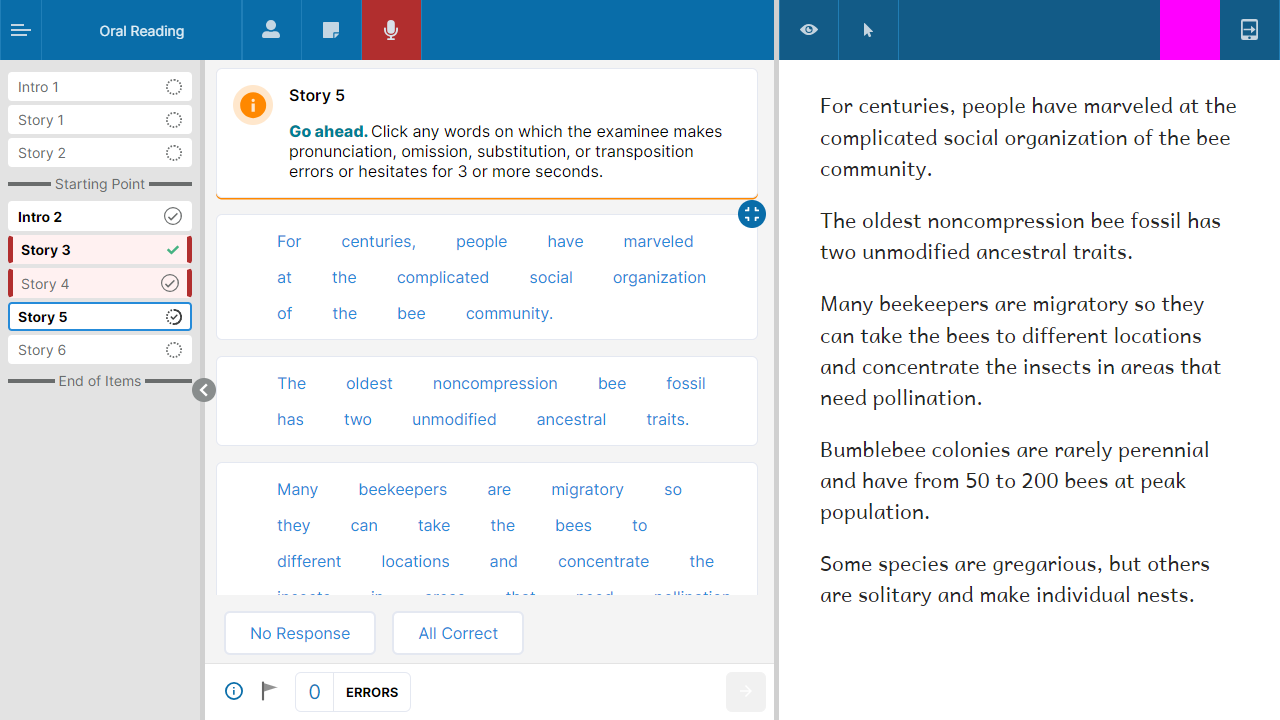 Oral Reading
Intro 1
Story 1
Story 2
Starting Point
Intro 2
Story 3
Story 4
Story 5
Story 6
End of Items
Story 5
Go ahead. Click any words on which the examinee makes
pronunciation, omission, substitution, or transposition
errors or hesitates for 3 or more seconds.
For centuries, people have marveled
at the complicated social organization
of the bee community.
The oldest noncompression bee fossil
has two unmodified ancestral traits.
Many beekeepers are migratory so
they can take the bees to
different locations and concentrate the
insects in areas that need pollination
No Response
All Correct
0 ERRORS
For centuries, people have marveled at the
complicated social organization of the bee
community.
The oldest noncompression bee fossil has
two unmodified ancestral traits.
Many beekeepers are migratory so they
can take the bees to different locations
and concentrate the insects in areas that
need pollination.
Bumblebee colonies are rarely perennial
and have from 50 to 200 bees at peak
population.
Some species are gregarious, but others
are solitary and make individual nests.